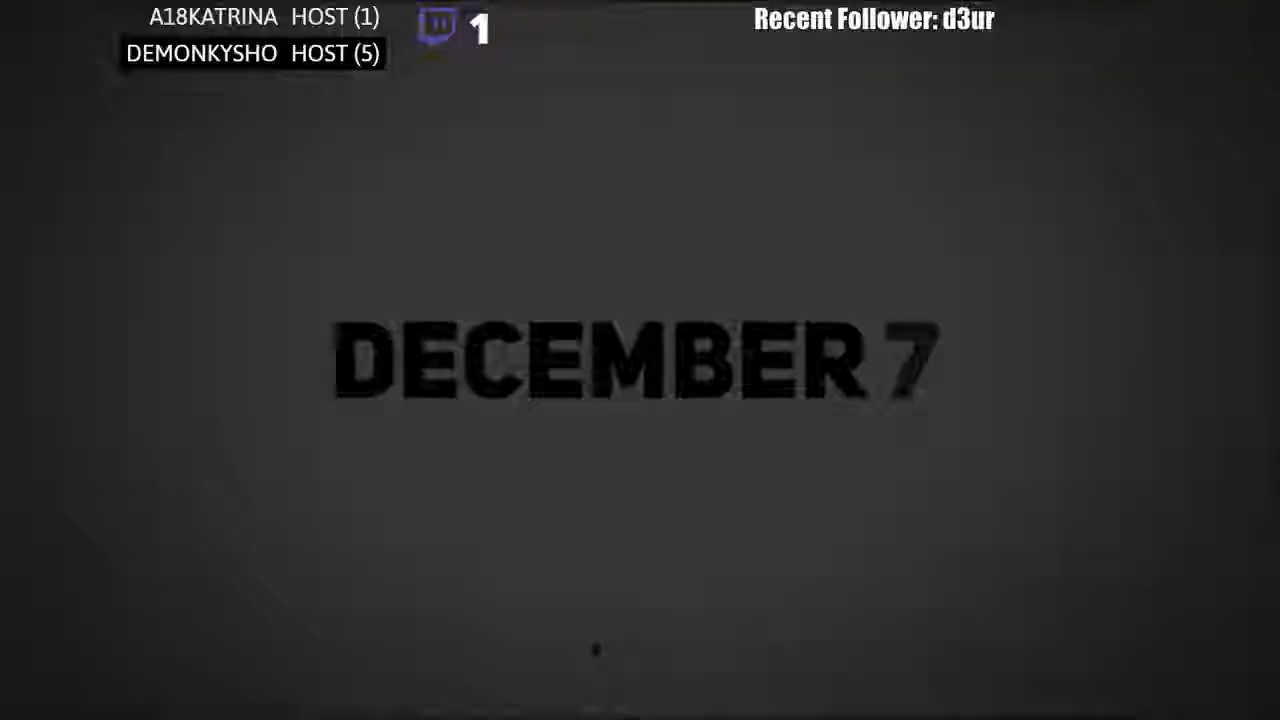 A18KATRINA HOST (1)
DEMONKYSHO HOST (5)
1
Recent Follower: d3ur
DECEMBER 7